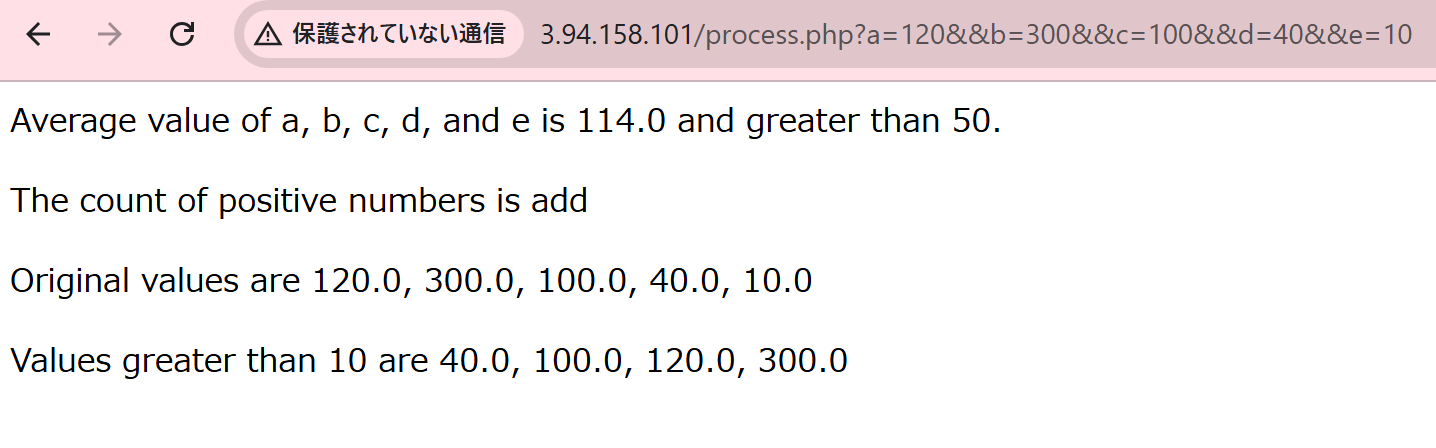 保護されていない通信 3.94.158.101/process.php?a=120&&b=300&&c=100&&d=40&&e=10
Average value of a, b, c, d, and e is 114.0 and greater than 50.
The count of positive numbers is add
Original values are 120.0, 300.0, 100.0, 40.0, 10.0
Values greater than 10 are 40.0, 100.0, 120.0, 300.0